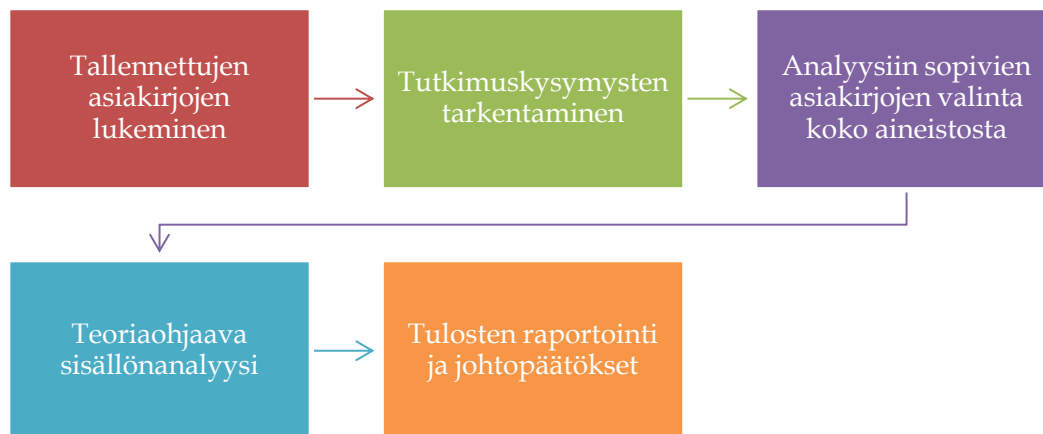 Tallennettujen
asiakirjojen
lukeminen
Tutkimuskysymysten
tarkentaminen
Analyysiin sopivien
asiakirjojen valinta
koko aineistosta
Teoriaohjaava
sisällönanalyysi
Tulosten raportointi
ja johtopäätökset